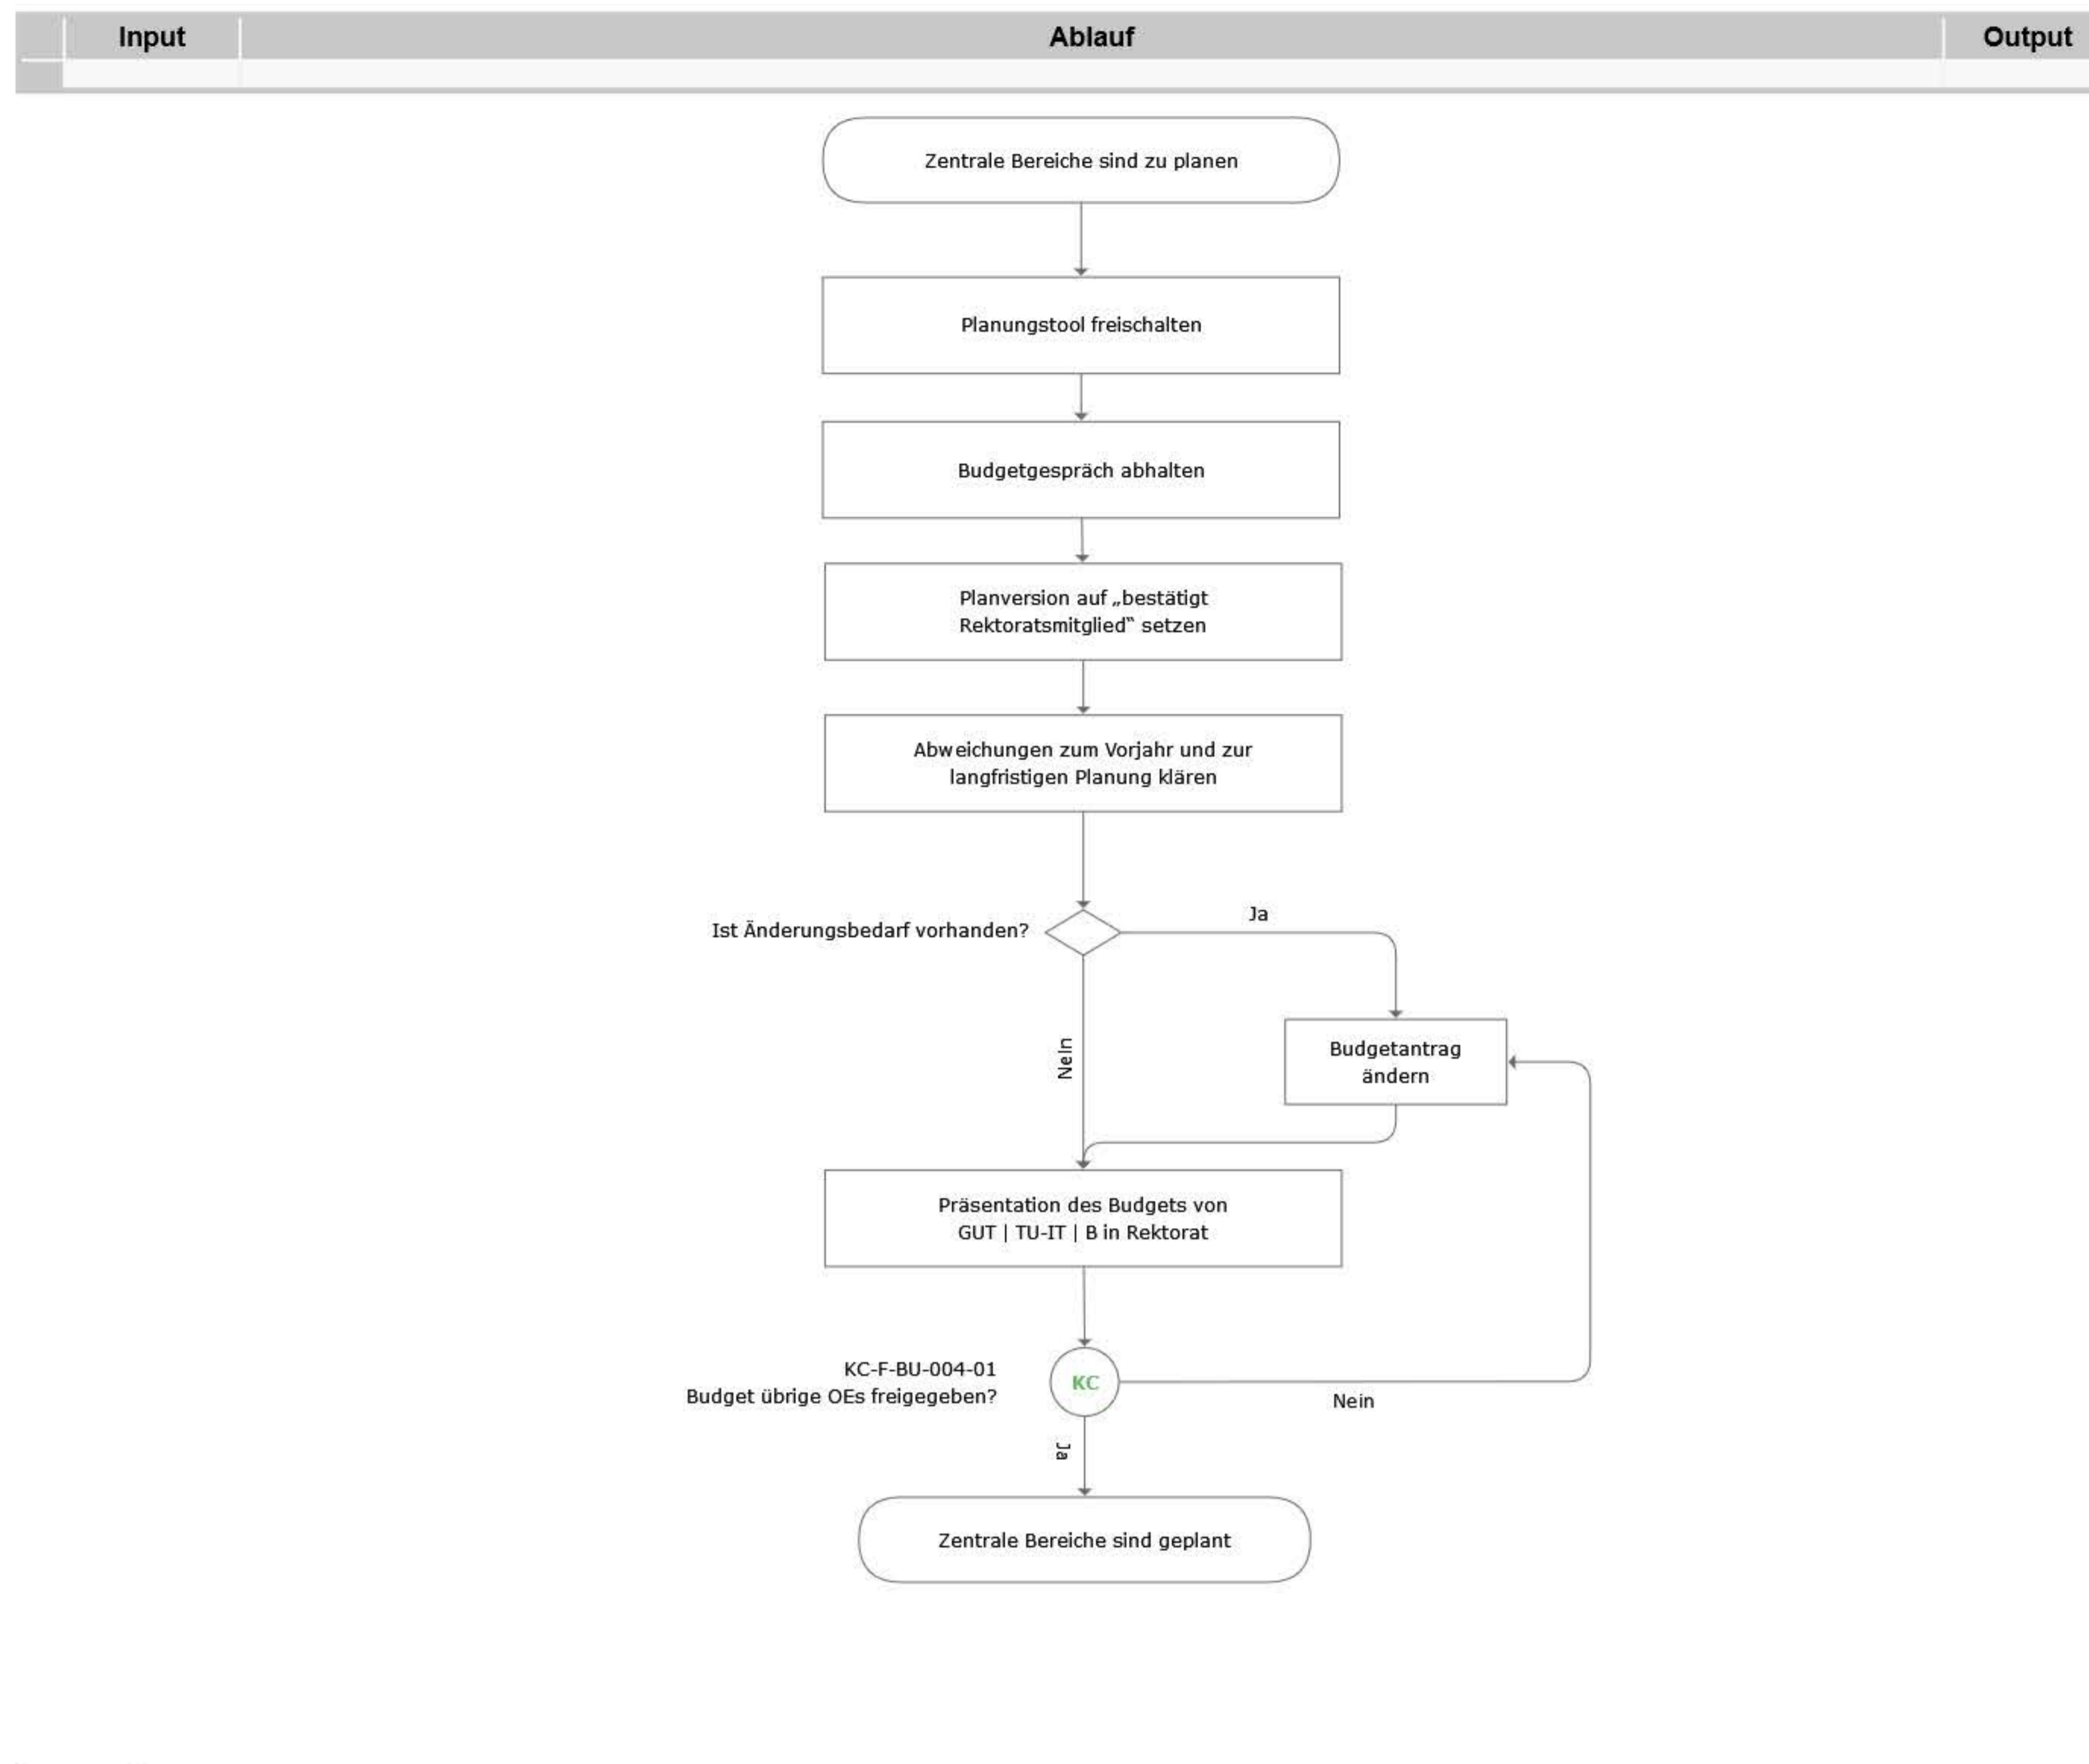 Input
Ablauf
Output
Zentrale Bereiche sind zu planen
Planungstool freischalten
Budgetgespräch abhalten
Planversion auf „bestätigt
Rektoratsmitglied“ setzen
Abweichungen zum Vorjahr und zur
langfristigen Planung klären
Ist Änderungsbedarf vorhanden?
Ja
Nein
Budgetantrag
ändern
Präsentation des Budgets von
GUT | TU-IT | B in Rektorat
KC-F-BU-004-01
Budget übrige OEs freigegeben?
KC
Nein
Ja
Zentrale Bereiche sind geplant